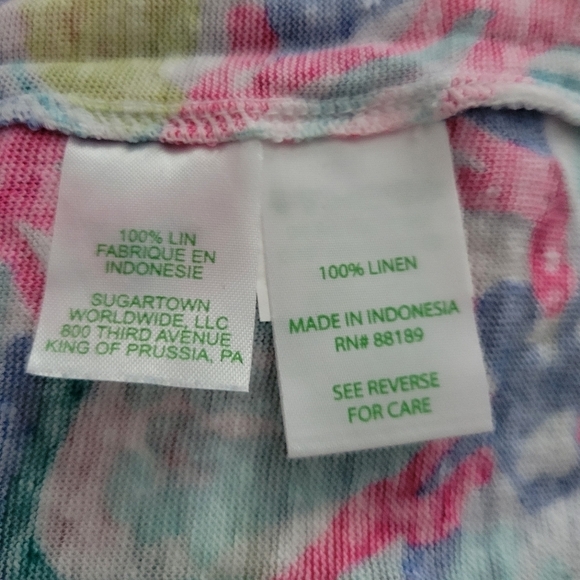 100% LIN
FABRIQUE EN
INDONESIE
SUGARTOWN
WORLDWIDE, LLC
800 THIRD AVENUE
KING OF PRUSSIA, PA
100% LINEN
MADE IN INDONESIA
RN# 88189
SEE REVERSE
FOR CARE